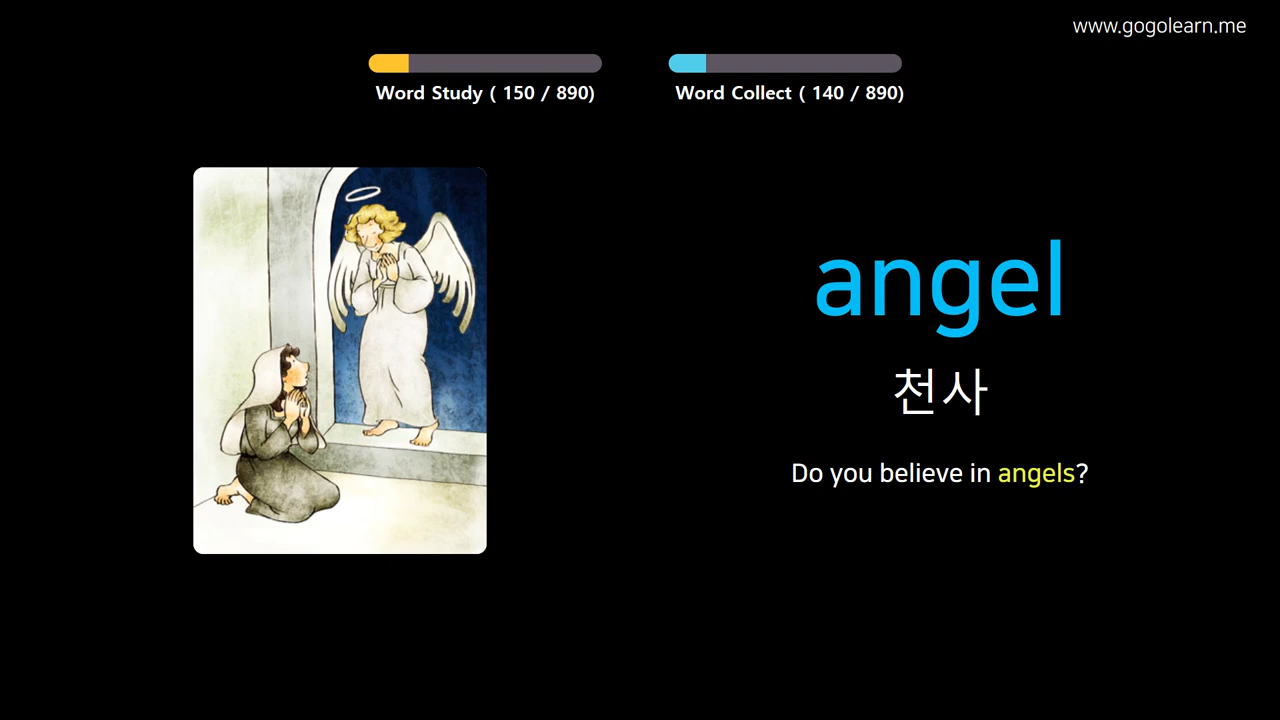 www.gogolearn.me
Word Study ( 150 / 890)
Word Collect ( 140 / 890)
angel
천사
Do you believe in angels?